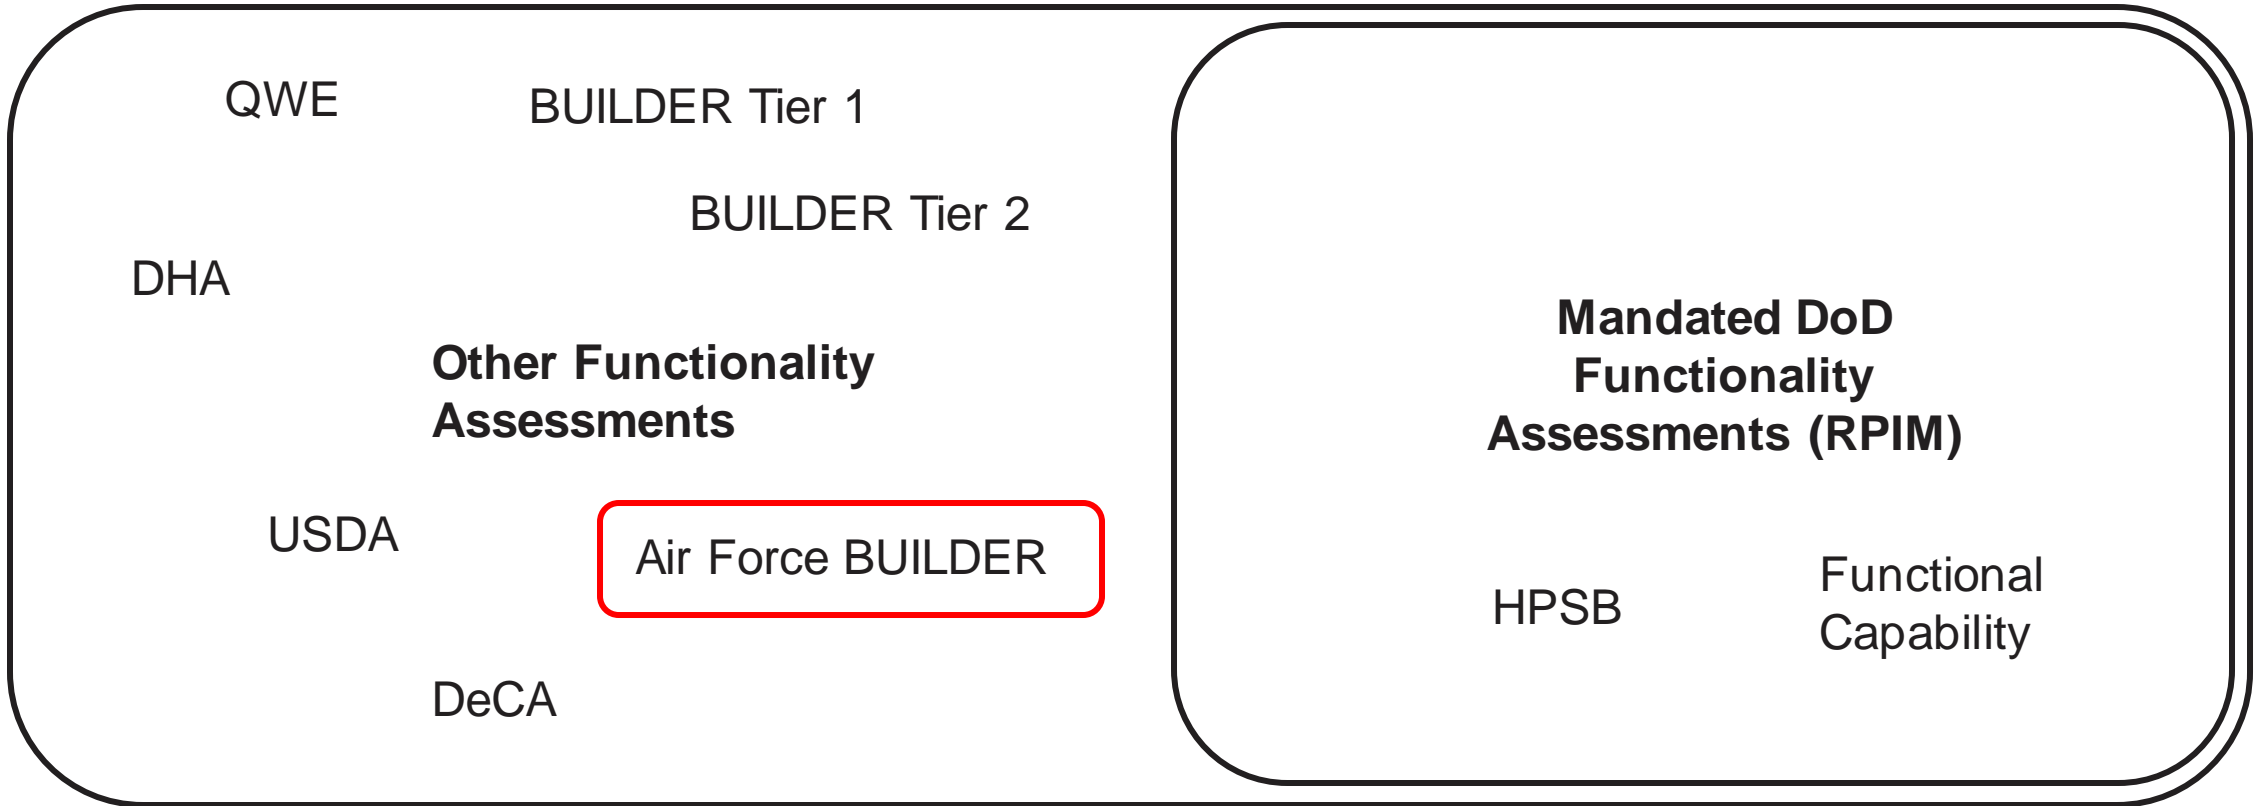 QWE
BUILDER Tier 1
BUILDER Tier 2
DHA
Other Functionality
Assessments
USDA
Air Force BUILDER
DeCA
Mandated DoD
Functionality
Assessments (RPIM)
HPSB
Functional
Capability